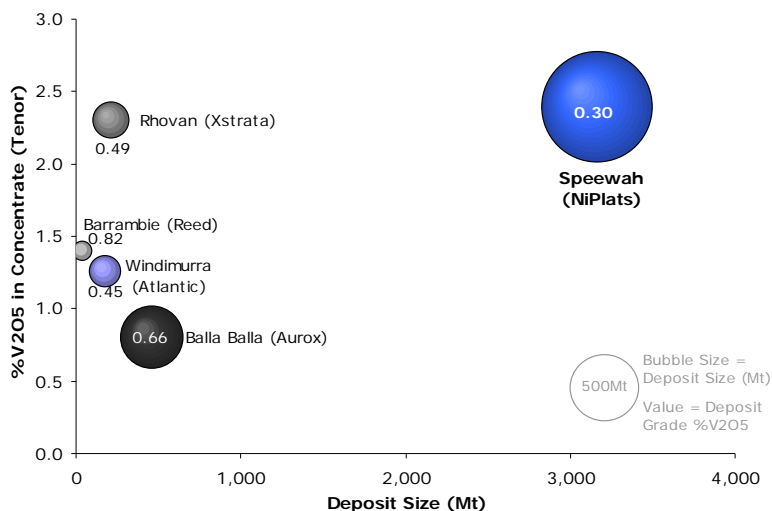 3.0
2.5
2.0
1.5
1.0
0.5
0.0
%V2O5 in Concentrate (Tenor)
Rhovan (Xstrata)
0.49
0.30
Speewah
(NiPlats)
Barrambie (Reed)
0.82
Windimurra
(Atlantic)
0.45
0.66
Balla Balla (Aurox)
500Mt
Bubble Size =
Deposit Size (Mt)
Value = Deposit
Grade %V2O5
0
1,000
2,000
3,000
4,000
Deposit Size (Mt)